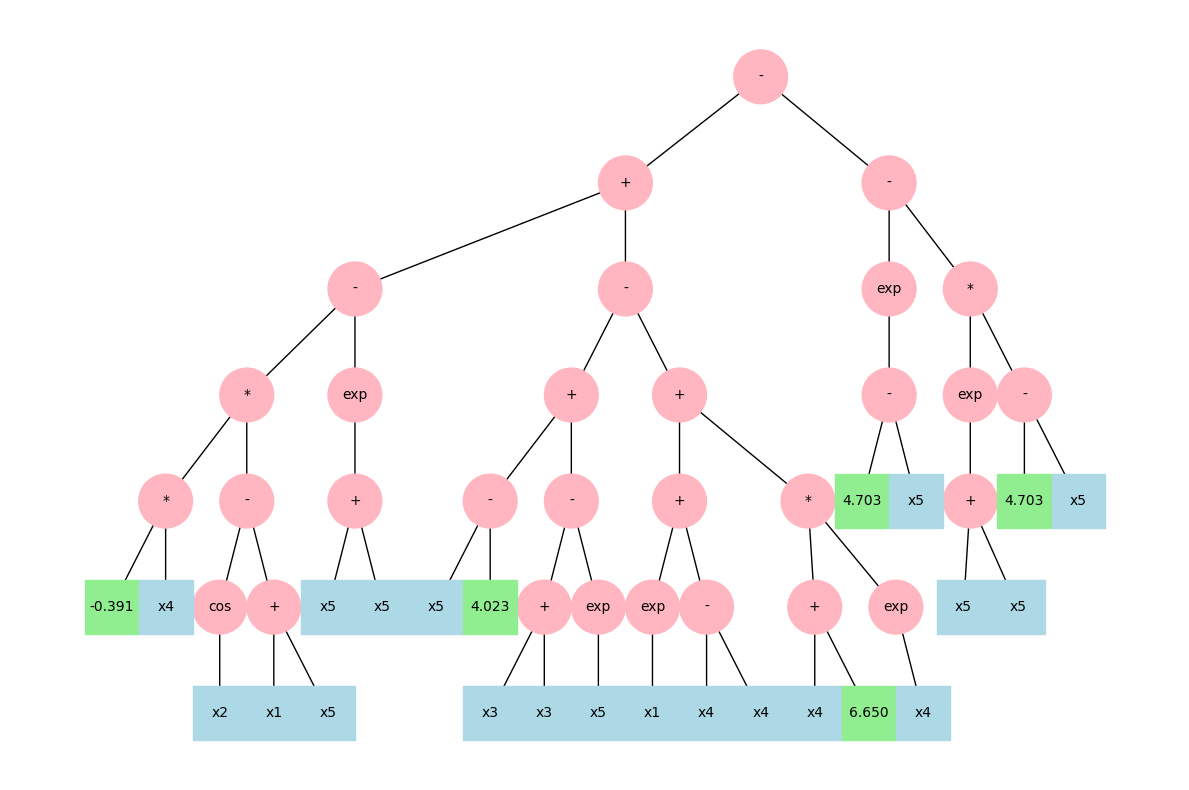 -
+ -
- - exp *
* exp + + - exp -
* - + - - + * 4.703 x5 + 4.703 x5
-0.391 x4 cos + x5 x5 x5 4.023 + exp exp - + exp x5 x5
x2 x1 x5 x3 x3 x5 x1 x4 x4 x4 6.650 x4